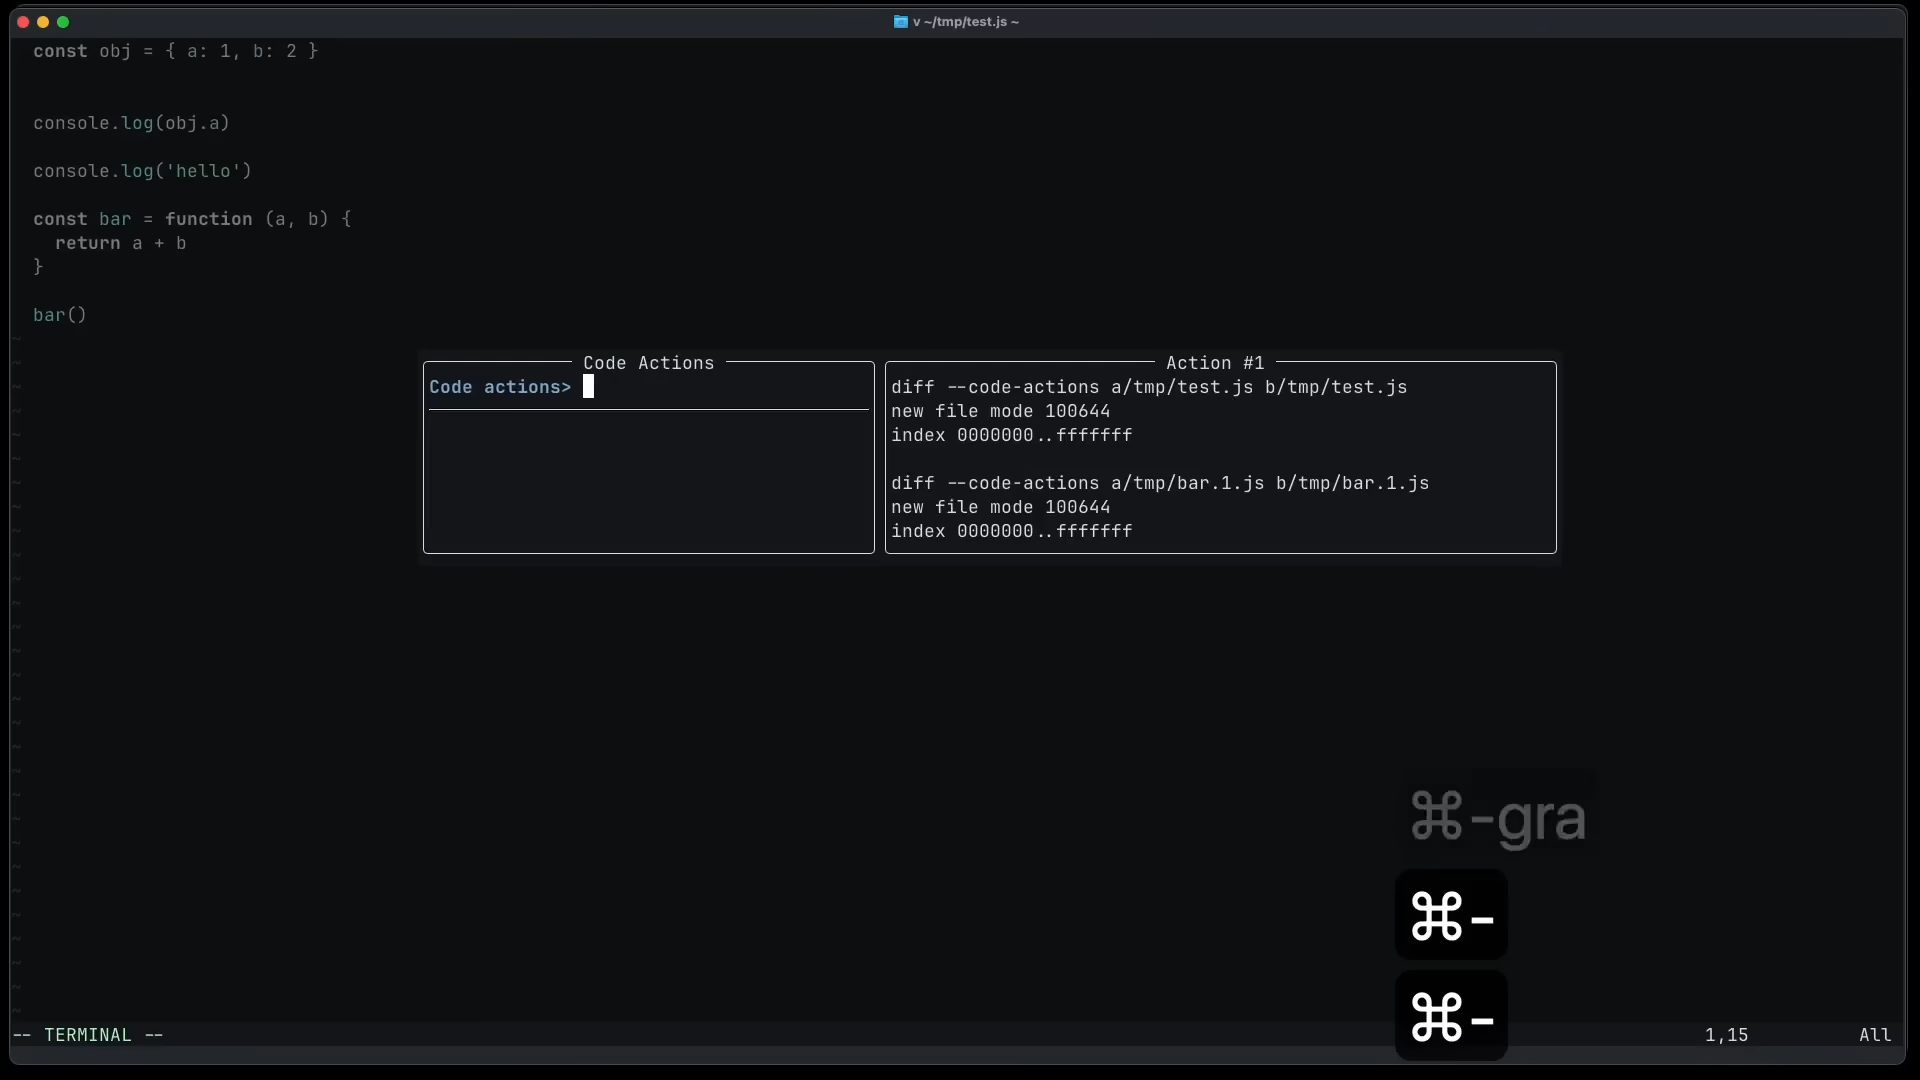 v ~/tmp/test.js ~
const obj = { a: 1, b: 2 }
console.log(obj.a)
console.log('hello')
const bar = function (a, b) {
  return a + b
}
bar()
Code Actions
Code actions>
Action #1
diff --code-actions a/tmp/test.js b/tmp/test.js
new file mode 100644
index 0000000..fffffff
diff --code-actions a/tmp/bar.1.js b/tmp/bar.1.js
new file mode 100644
index 0000000..fffffff
⌘-gra
⌘-
⌘-
-- TERMINAL --
1,15
All